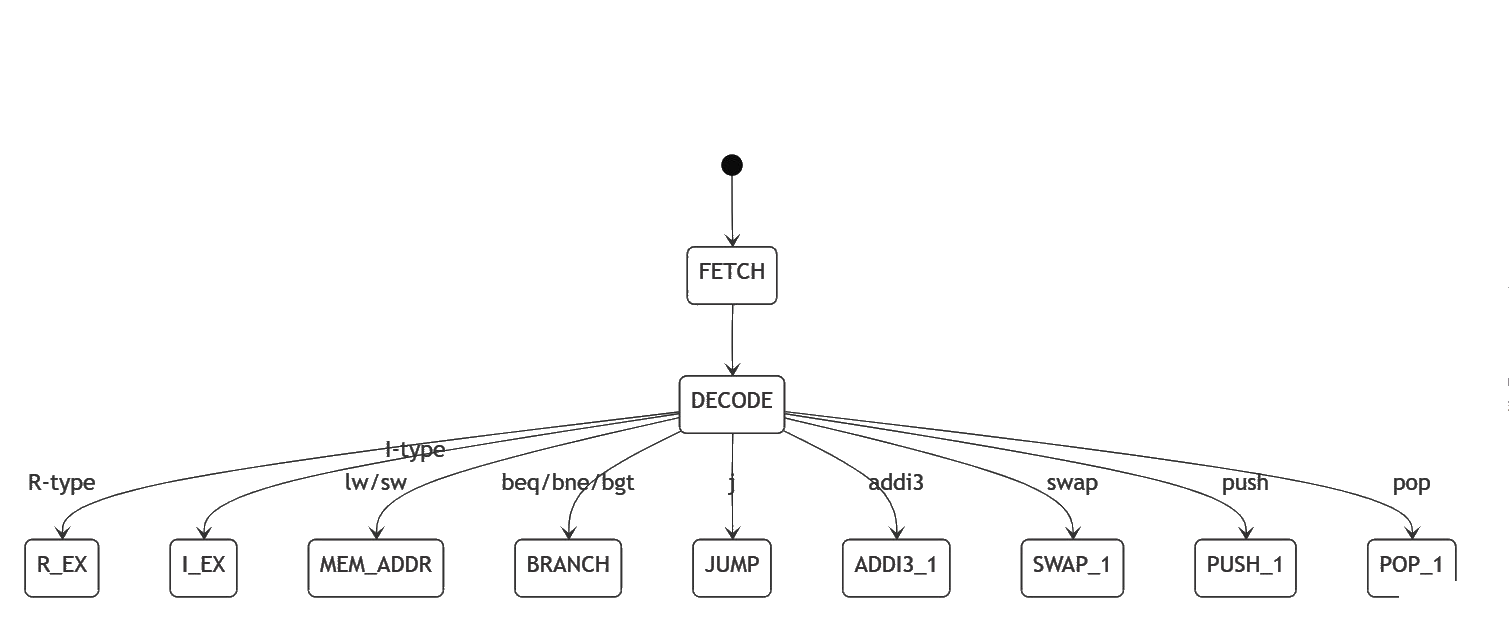 FETCH
DECODE
I-type
R-type
lw/sw
beq/bne/bgt
j
addi3
swap
push
pop
R_EX
I_EX
MEM_ADDR
BRANCH
JUMP
ADDI3_1
SWAP_1
PUSH_1
POP_1